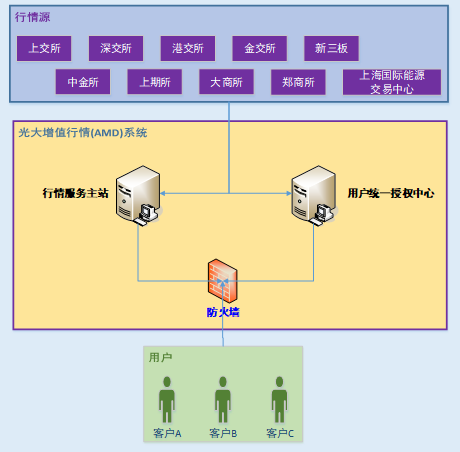 行情源
上交所 深交所 港交所 金交所 新三板
中金所 上期所 大商所 郑商所 上海国际能源
交易中心
光大增值行情(AMD)系统
行情服务主站 用户统一授权中心
防火墙
用户
客户A 客户B 客户C